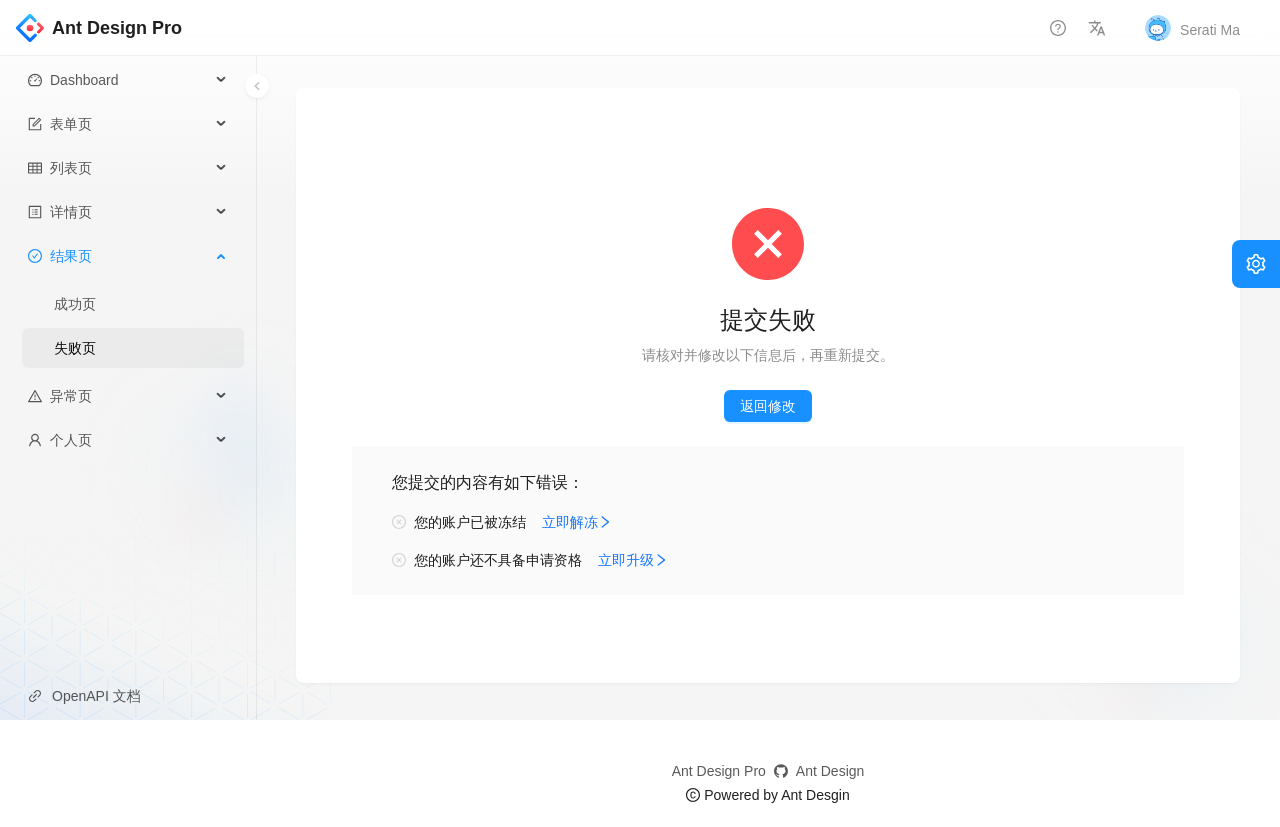 Ant Design Pro
Serati Ma
Dashboard
表单页
列表页
详情页
结果页
成功页
失败页
异常页
个人页
OpenAPI 文档
提交失败
请核对并修改以下信息后，再重新提交。
返回修改
您提交的内容有如下错误：
您的账户已被冻结 立即解冻
您的账户还不具备申请资格 立即升级
Ant Design Pro Ant Design
© Powered by Ant Desgin